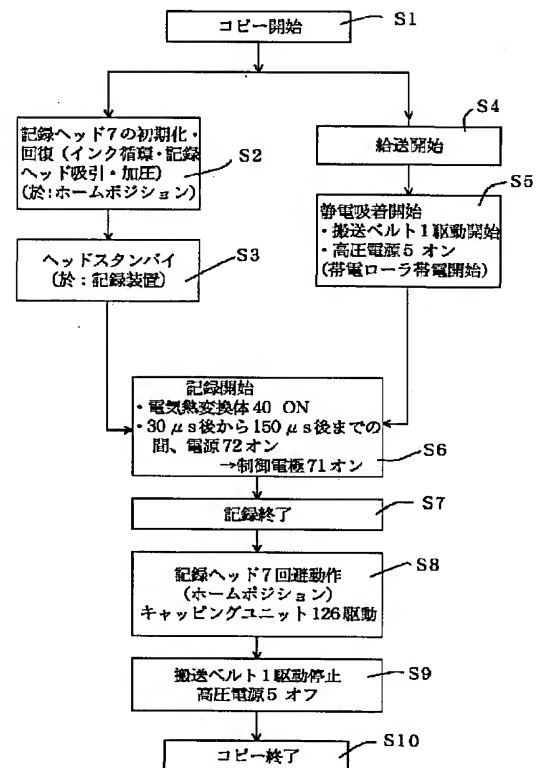 コピー開始
S1
記録ヘッド7の初期化・
回復(インク循環・記録
ヘッド吸引・加圧)
(於:ホームポジション)
S2
ヘッドスタンバイ
(於:記録装置)
S3
S4
給送開始
S5
静電吸着開始
・搬送ベルト1駆動開始
・高圧電源5 オン
(帯電ローラ帯電開始)
記録開始
・電気熱変換体40 ON
・30 μs後から150 μs後までの
間、電源72オン
→制御電極71オン
S6
S7
記録終了
記録ヘッド7回避動作
(ホームポジション)
キャッピングユニット126駆動
S8
搬送ベルト1駆動停止
高圧電源5 オフ
S9
コピー終了
S10